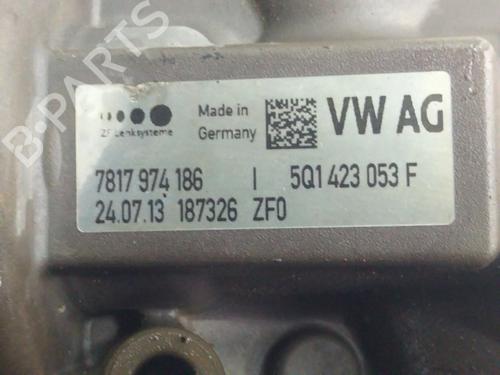 B-PARTS
ZF Lenksysteme
Made in
Germany
VW AG
7817 974 186 I 5Q1 423 053 F
24.07.13 187326 ZF0